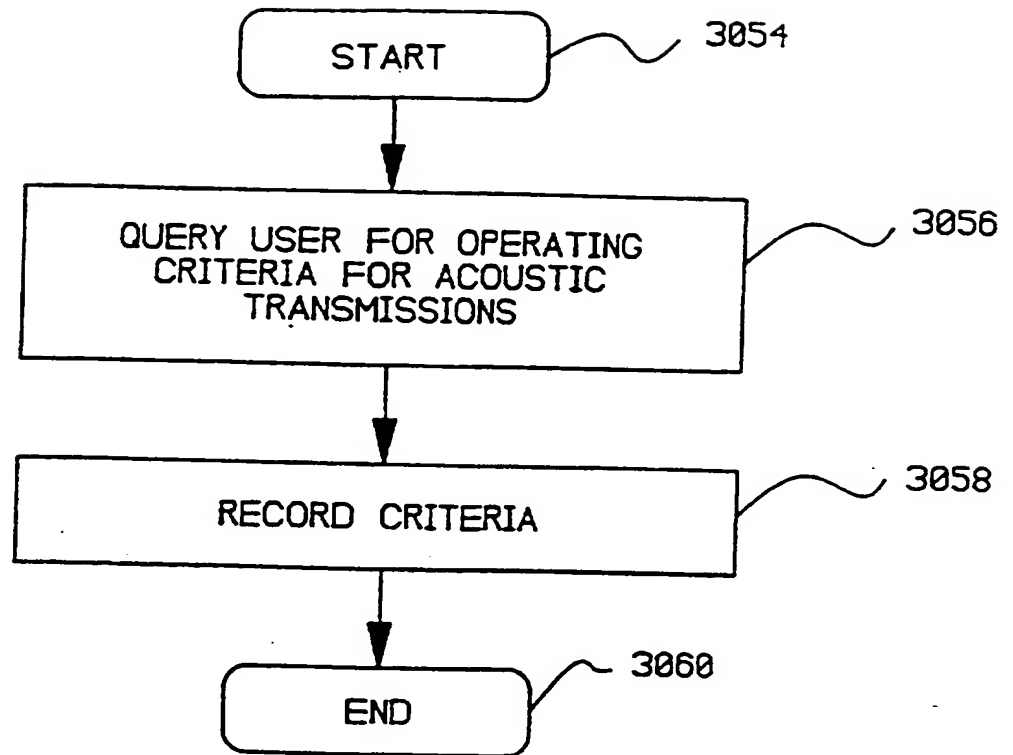 START
3054
QUERY USER FOR OPERATING
CRITERIA FOR ACOUSTIC
TRANSMISSIONS
3056
RECORD CRITERIA
3058
END
3060